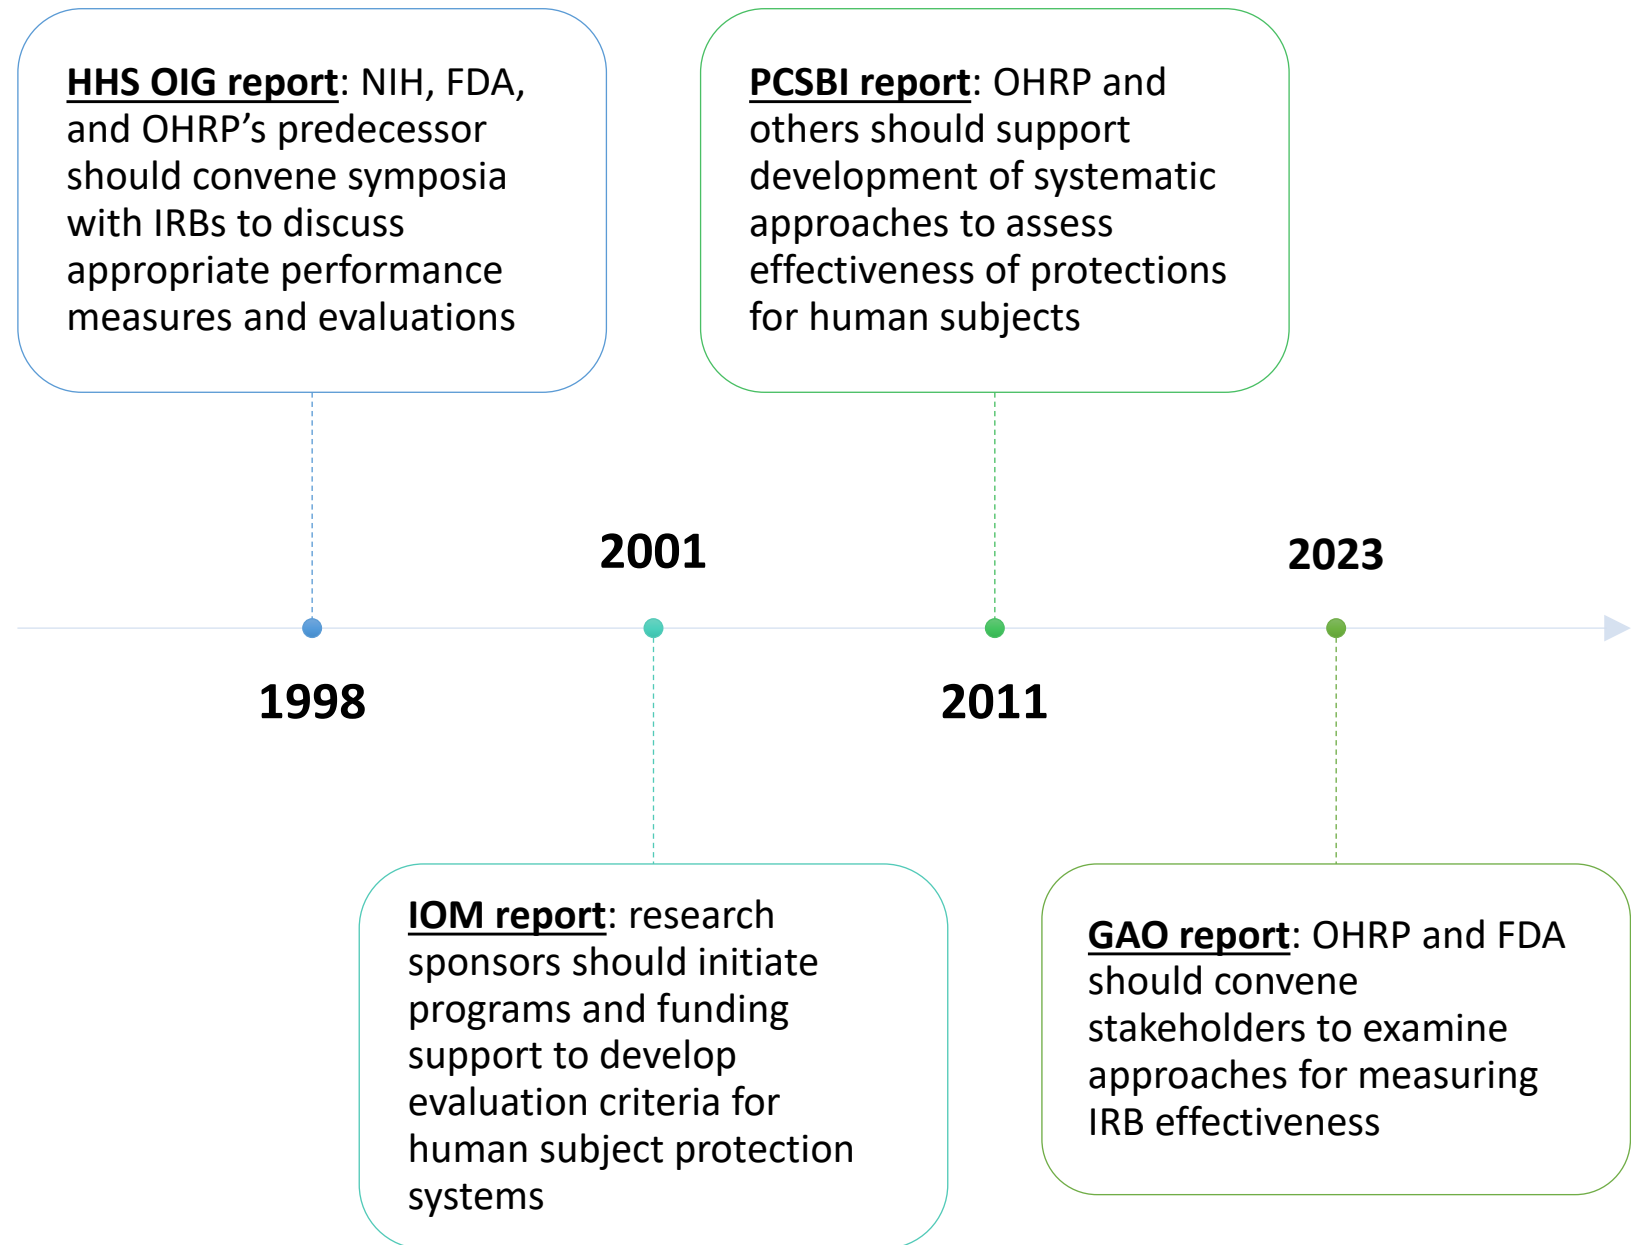 HHS OIG report: NIH, FDA,
and OHRP’s predecessor
should convene symposia
with IRBs to discuss
appropriate performance
measures and evaluations
PCSBI report: OHRP and
others should support
development of systematic
approaches to assess
effectiveness of protections
for human subjects
2001
2023
1998
2011
IOM report: research
sponsors should initiate
programs and funding
support to develop
evaluation criteria for
human subject protection
systems
GAO report: OHRP and FDA
should convene
stakeholders to examine
approaches for measuring
IRB effectiveness